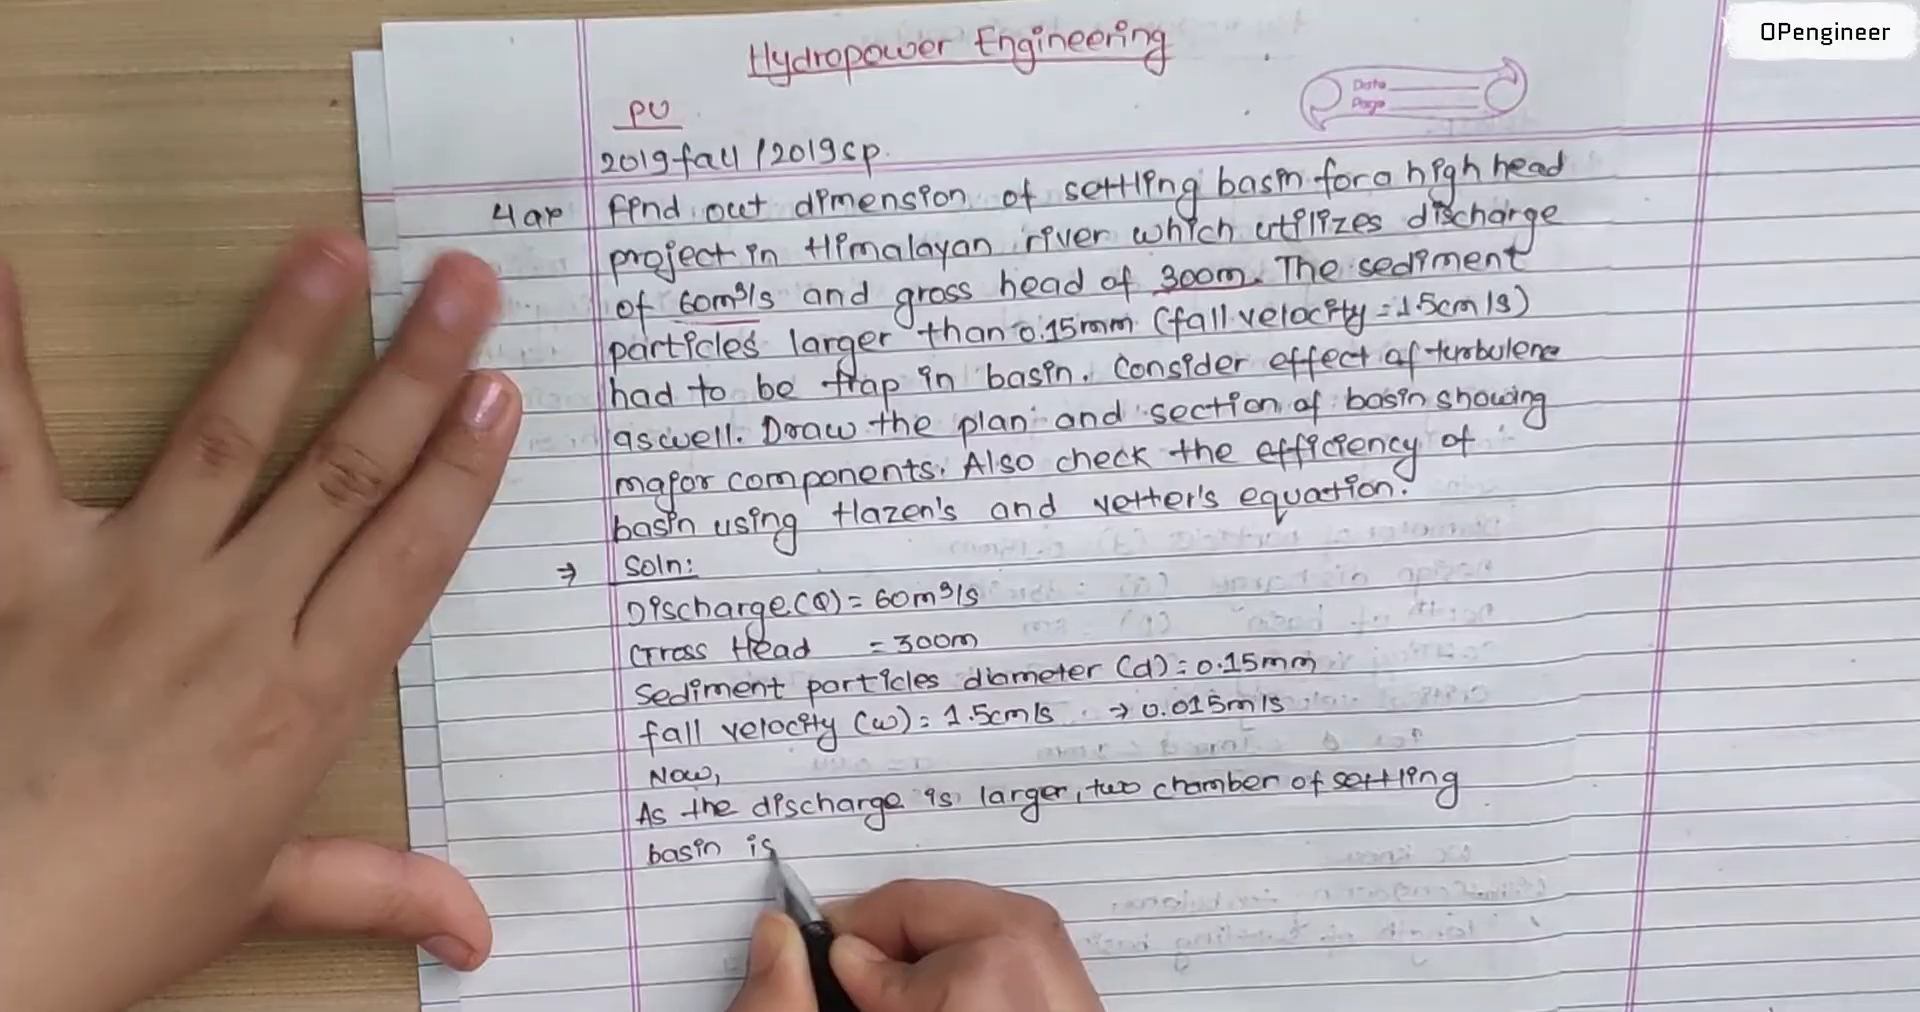 OPengineer
Hydropower Engineering
Date
Page
PU
2019 fall / 2019 sp.
4 a) Find out dimension of settling basin for a high head
project in Himalayan river which utilizes discharge
of 60m³/s and gross head of 300m. The sediment
particles larger than 0.15mm (fall velocity = 1.5cm/s)
had to be trap in basin. Consider effect of turbulence
as well. Draw the plan and section of basin showing
major components. Also check the efficiency of
basin using Hazen's and vetter's equation.
⇒ Soln:
Discharge (Q) = 60m³/s
Gross Head = 300m
Sediment particles diameter (d) = 0.15mm
fall velocity (w) = 1.5cm/s → 0.015m/s
Now,
As the discharge is larger, two chamber of settling
basin is